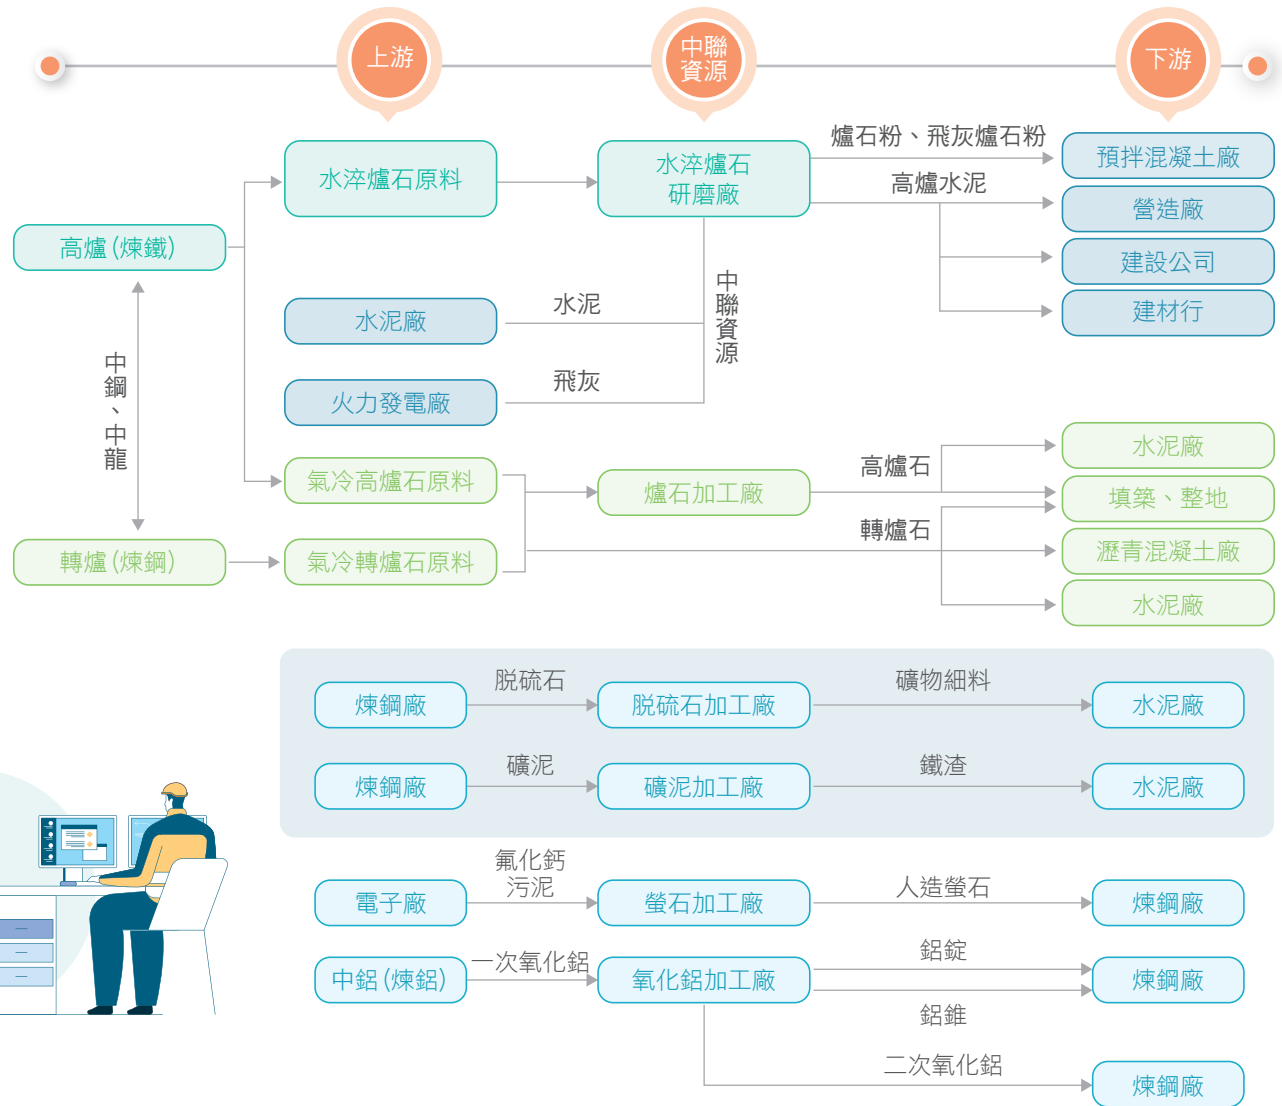 上游
中聯
資源
下游
爐石粉、飛灰爐石粉
水淬爐石原料
水淬爐石
研磨廠
預拌混凝土廠
高爐水泥
營造廠
高爐(煉鐵)
建設公司
中聯資源
水泥
水泥廠
建材行
中鋼、中龍
飛灰
火力發電廠
水泥廠
高爐石
氣冷高爐石原料
爐石加工廠
填築、整地
轉爐石
轉爐(煉鋼)
氣冷轉爐石原料
瀝青混凝土廠
水泥廠
脱硫石
礦物細料
煉鋼廠
脱硫石加工廠
水泥廠
礦泥
鐵渣
煉鋼廠
礦泥加工廠
水泥廠
氟化鈣
污泥
人造螢石
電子廠
螢石加工廠
煉鋼廠
一次氧化鋁
鋁錠
中鋁(煉鋁)
氧化鋁加工廠
煉鋼廠
鋁錐
二次氧化鋁
煉鋼廠